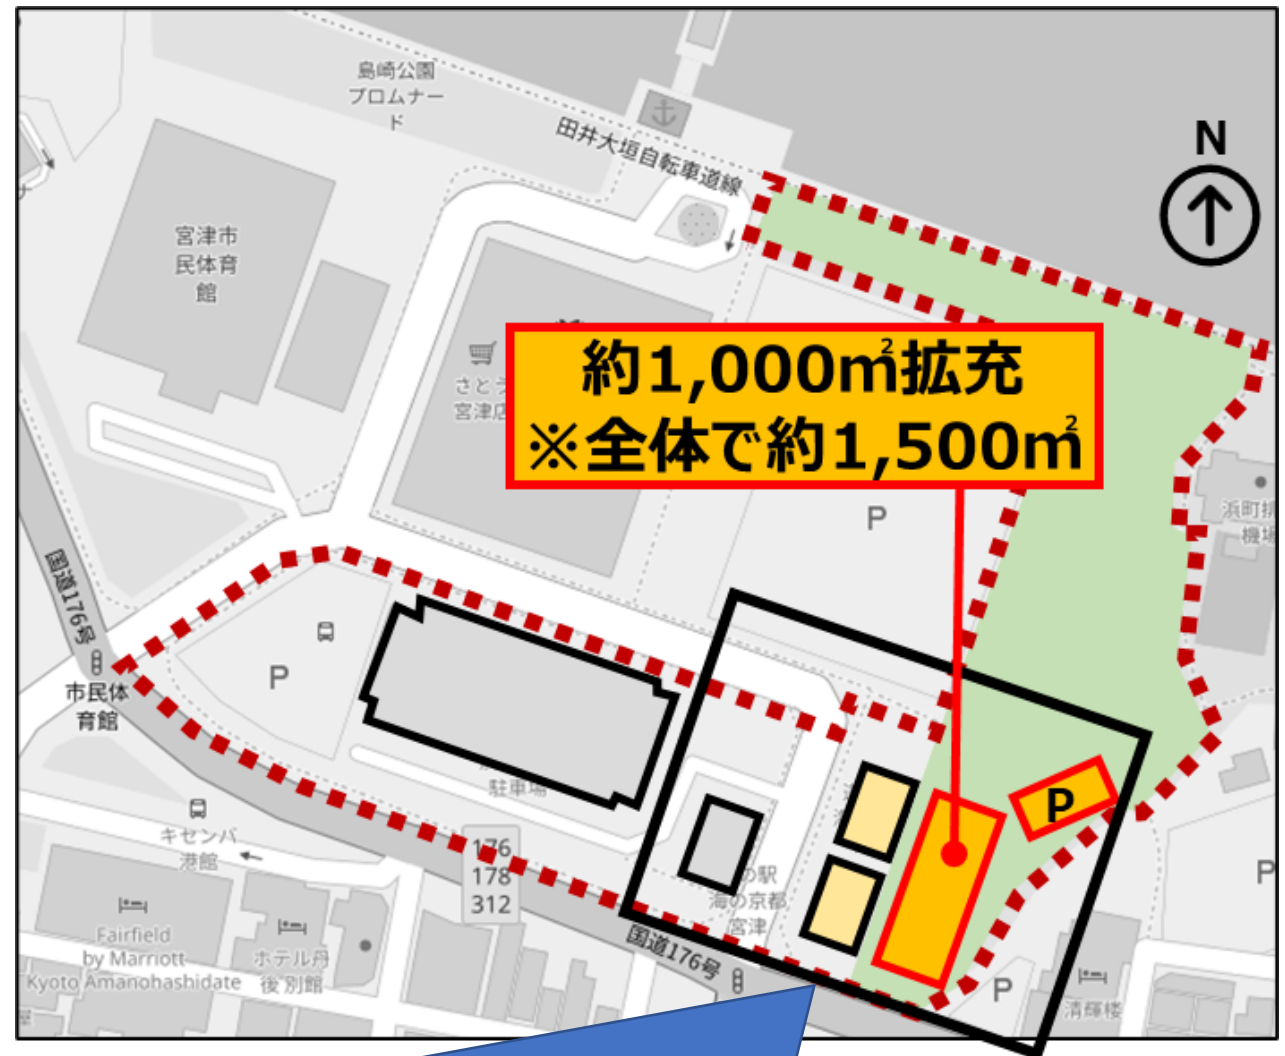 島崎公園
プロムナー
ド
田井大垣自転車道線
N
宮津市
民体育
館
約1,000㎡拡充
※全体で約1,500㎡
さとう
宮津店
P
浜町排
機場
国道176号
市民体
育館
P
駐車場
P
キセンバ
港館
176
178
312
の駅
海の京都
宮津
P
Fairfield
by Marriott
Kyoto Amanohashidate
ホテル丹
後 別館
国道176号
P
清輝楼
屋